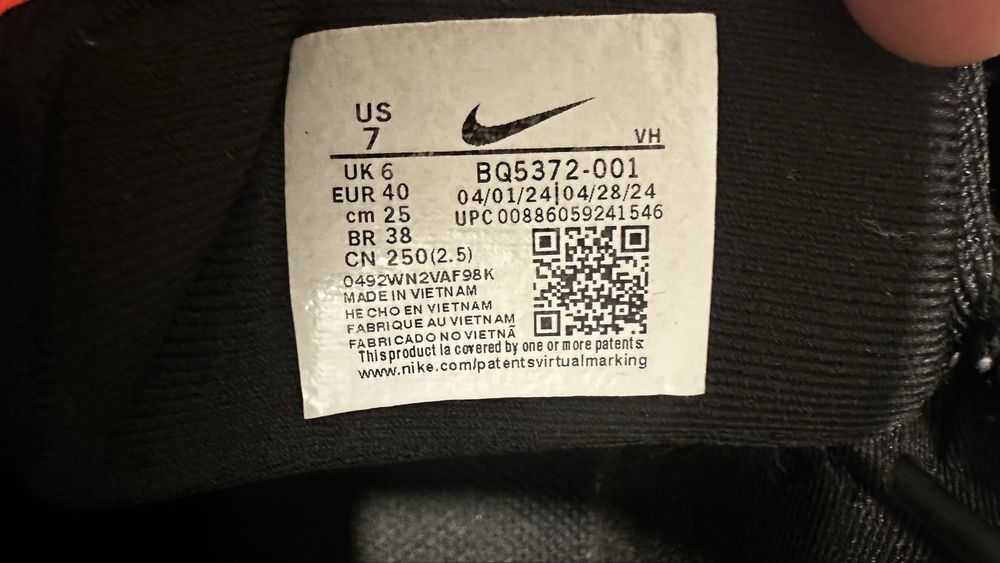 US
7
VH
UK 6
EUR 40
cm 25
BR 38
CN 250(2.5)
BQ5372-001
04/01/24|04/28/24
UPC 00886059241546
0492WN2VAF98K
MADE IN VIETNAM
HECHO EN VIETNAM
FABRIQUE AU VIETNAM
FABRICADO NO VIETNÃ
This product la covered by one or more patents:
www.nike.com/patentsvirtualmarking